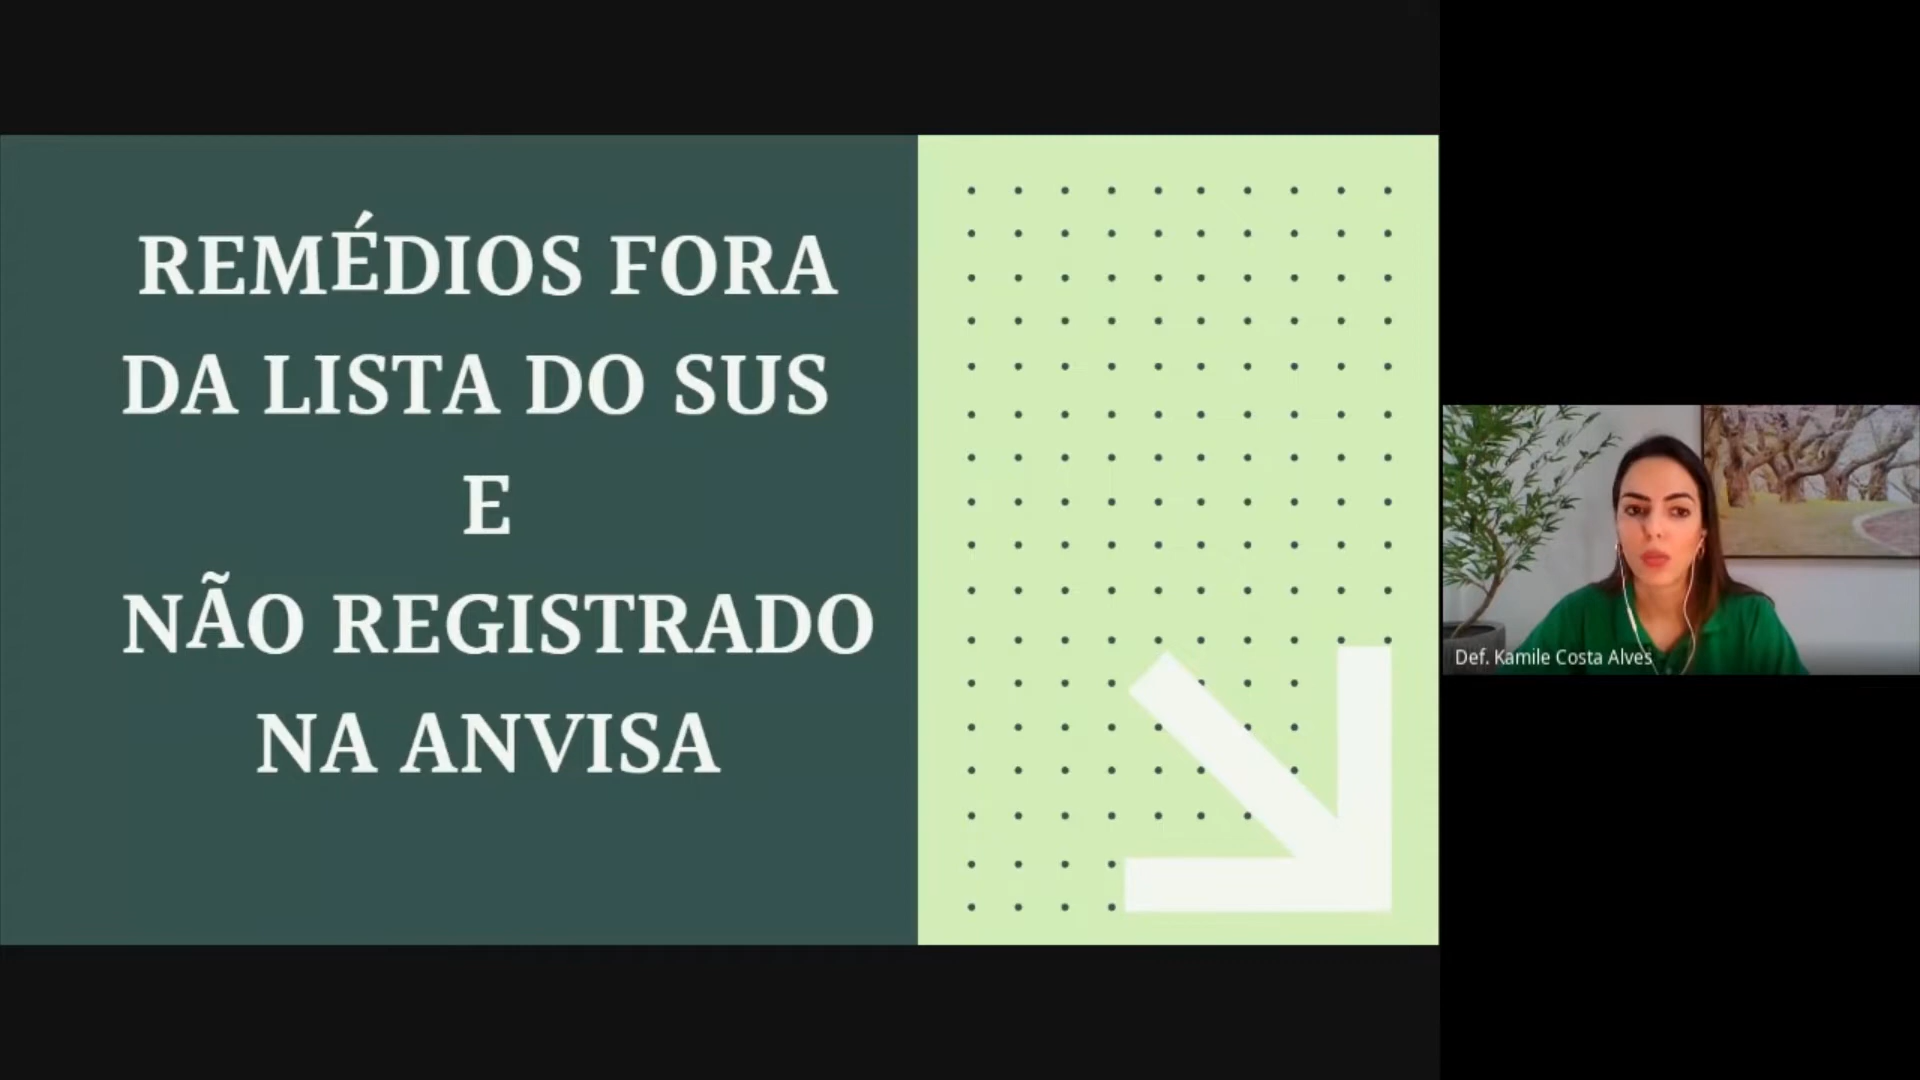 REMÉDIOS FORA
DA LISTA DO SUS
E
NÃO REGISTRADO
NA ANVISA
Def. Kamile Costa Alves